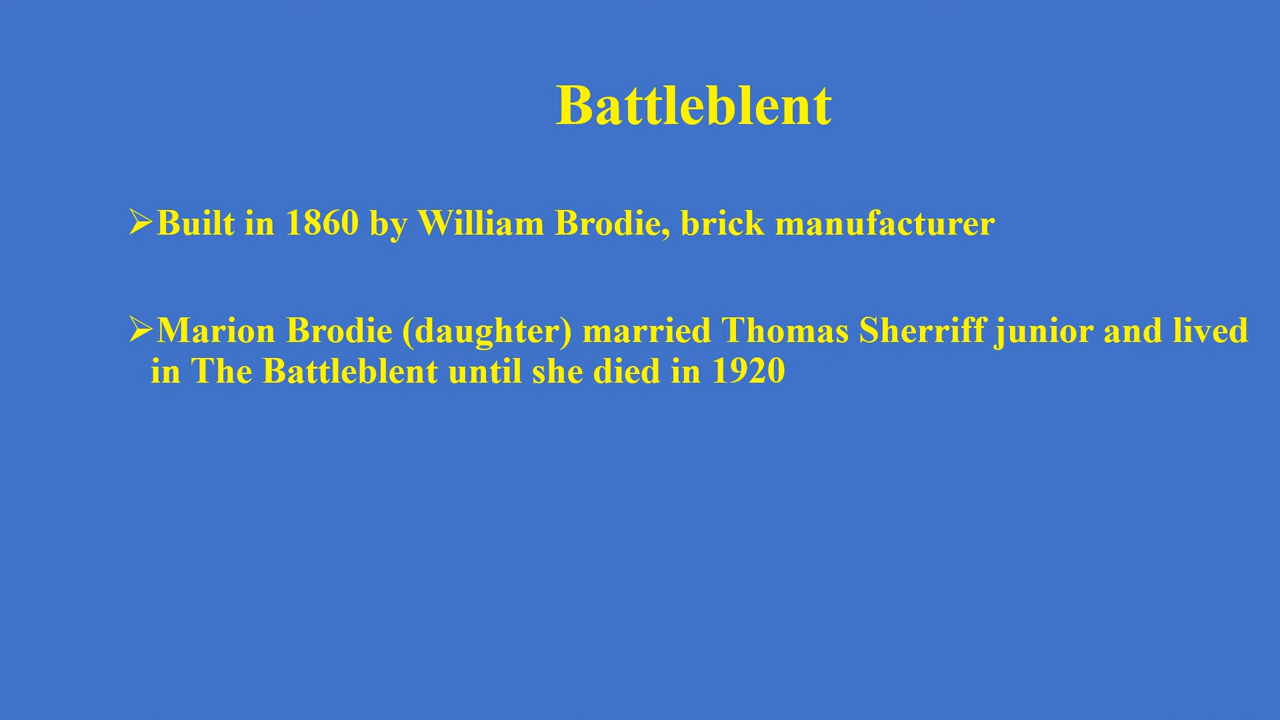 Battleblent
➢Built in 1860 by William Brodie, brick manufacturer
➢Marion Brodie (daughter) married Thomas Sherriff junior and lived
in The Battleblent until she died in 1920